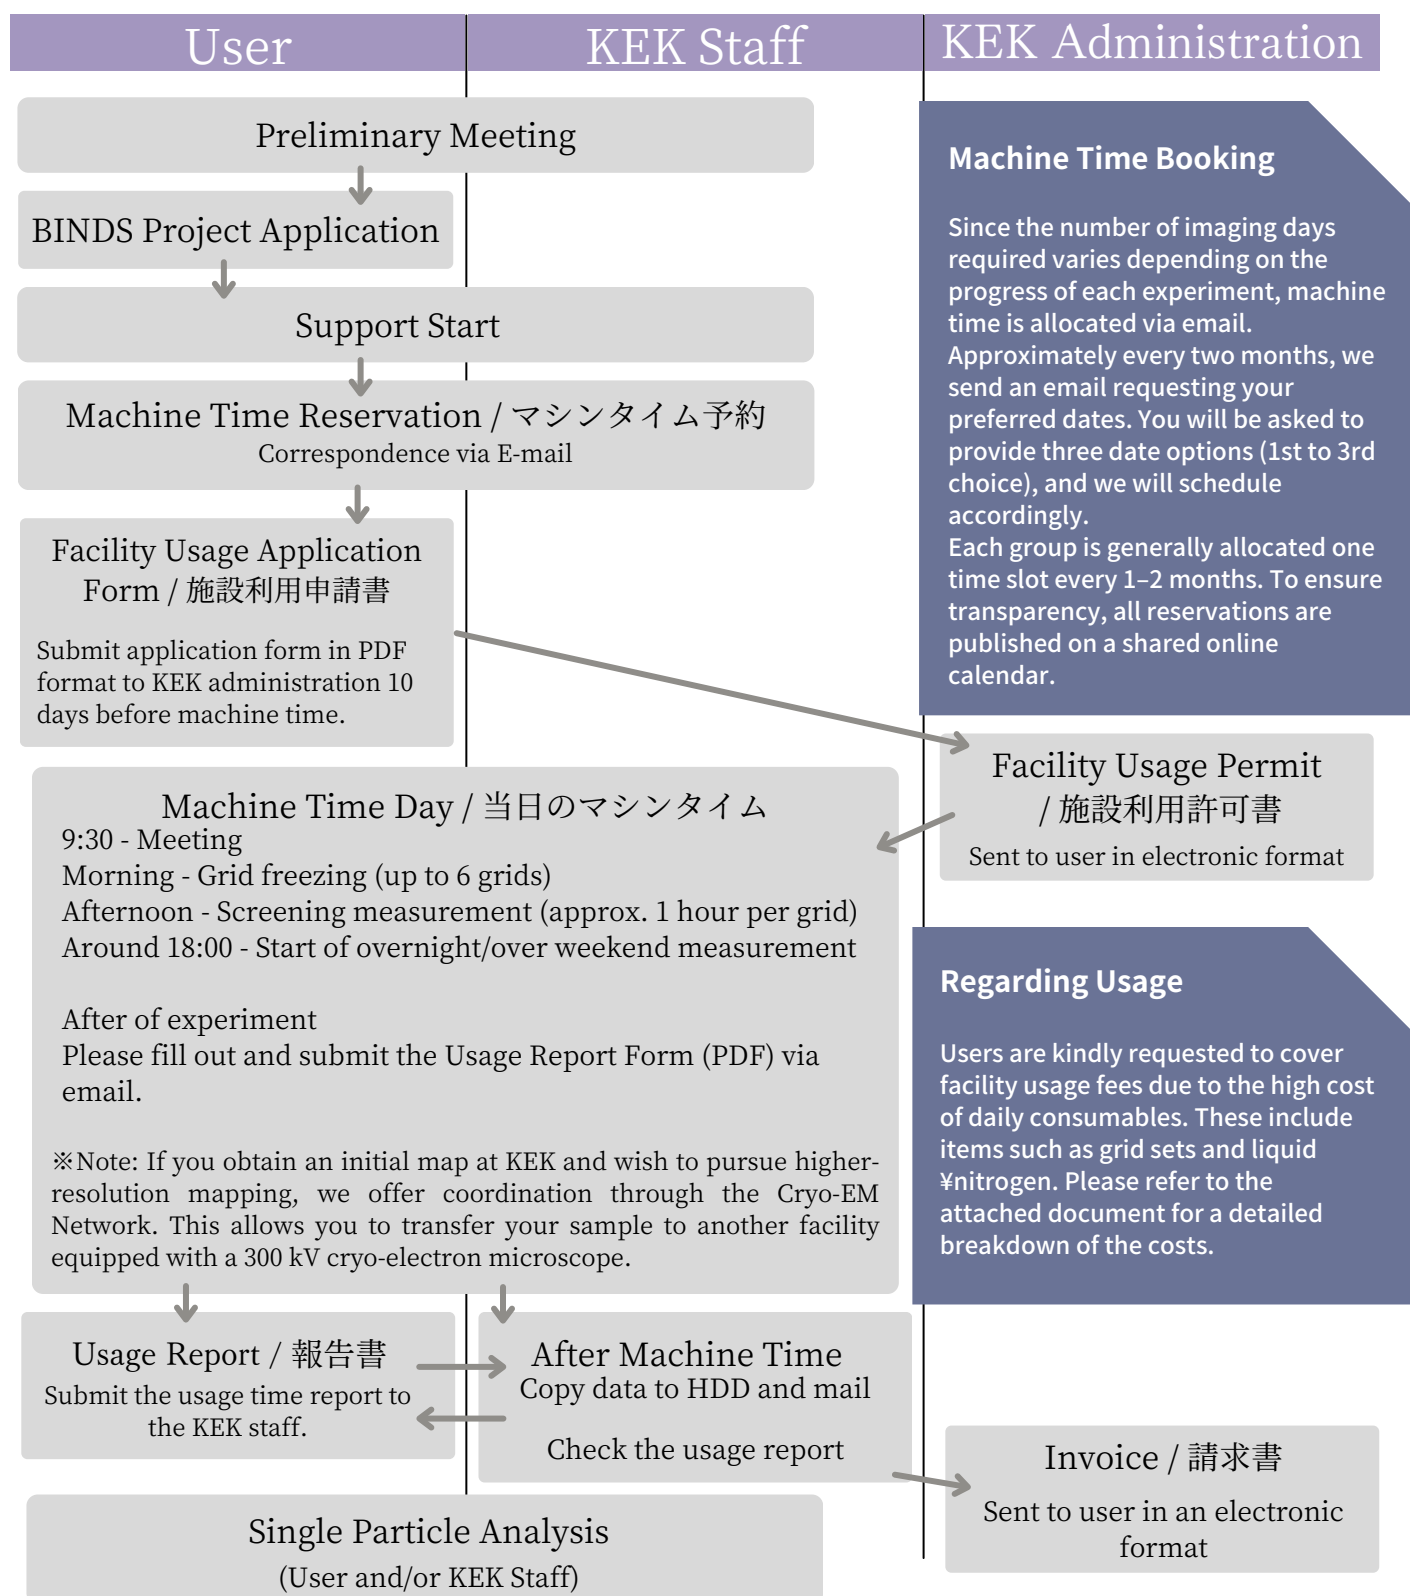 User
KEK Staff
KEK Administration
Preliminary Meeting
BINDS Project Application
Support Start
Machine Time Reservation / マシンタイム予約
Correspondence via E-mail
Facility Usage Application
Form / 施設利用申請書
Submit application form in PDF
format to KEK administration 10
days before machine time.
Machine Time Booking
Since the number of imaging days
required varies depending on the
progress of each experiment, machine
time is allocated via email.
Approximately every two months, we
send an email requesting your
preferred dates. You will be asked to
provide three date options (1st to 3rd
choice), and we will schedule
accordingly.
Each group is generally allocated one
time slot every 1–2 months. To ensure
transparency, all reservations are
published on a shared online
calendar.
Facility Usage Permit
/ 施設利用許可書
Sent to user in electronic format
Machine Time Day / 当日のマシンタイム
9:30 - Meeting
Morning - Grid freezing (up to 6 grids)
Afternoon - Screening measurement (approx. 1 hour per grid)
Around 18:00 - Start of overnight/over weekend measurement
After of experiment
Please fill out and submit the Usage Report Form (PDF) via
email.
※Note: If you obtain an initial map at KEK and wish to pursue higher-
resolution mapping, we offer coordination through the Cryo-EM
Network. This allows you to transfer your sample to another facility
equipped with a 300 kV cryo-electron microscope.
Regarding Usage
Users are kindly requested to cover
facility usage fees due to the high cost
of daily consumables. These include
items such as grid sets and liquid
¥nitrogen. Please refer to the
attached document for a detailed
breakdown of the costs.
Usage Report / 報告書
Submit the usage time report to
the KEK staff.
After Machine Time
Copy data to HDD and mail
Check the usage report
Invoice / 請求書
Sent to user in an electronic
format
Single Particle Analysis
(User and/or KEK Staff)